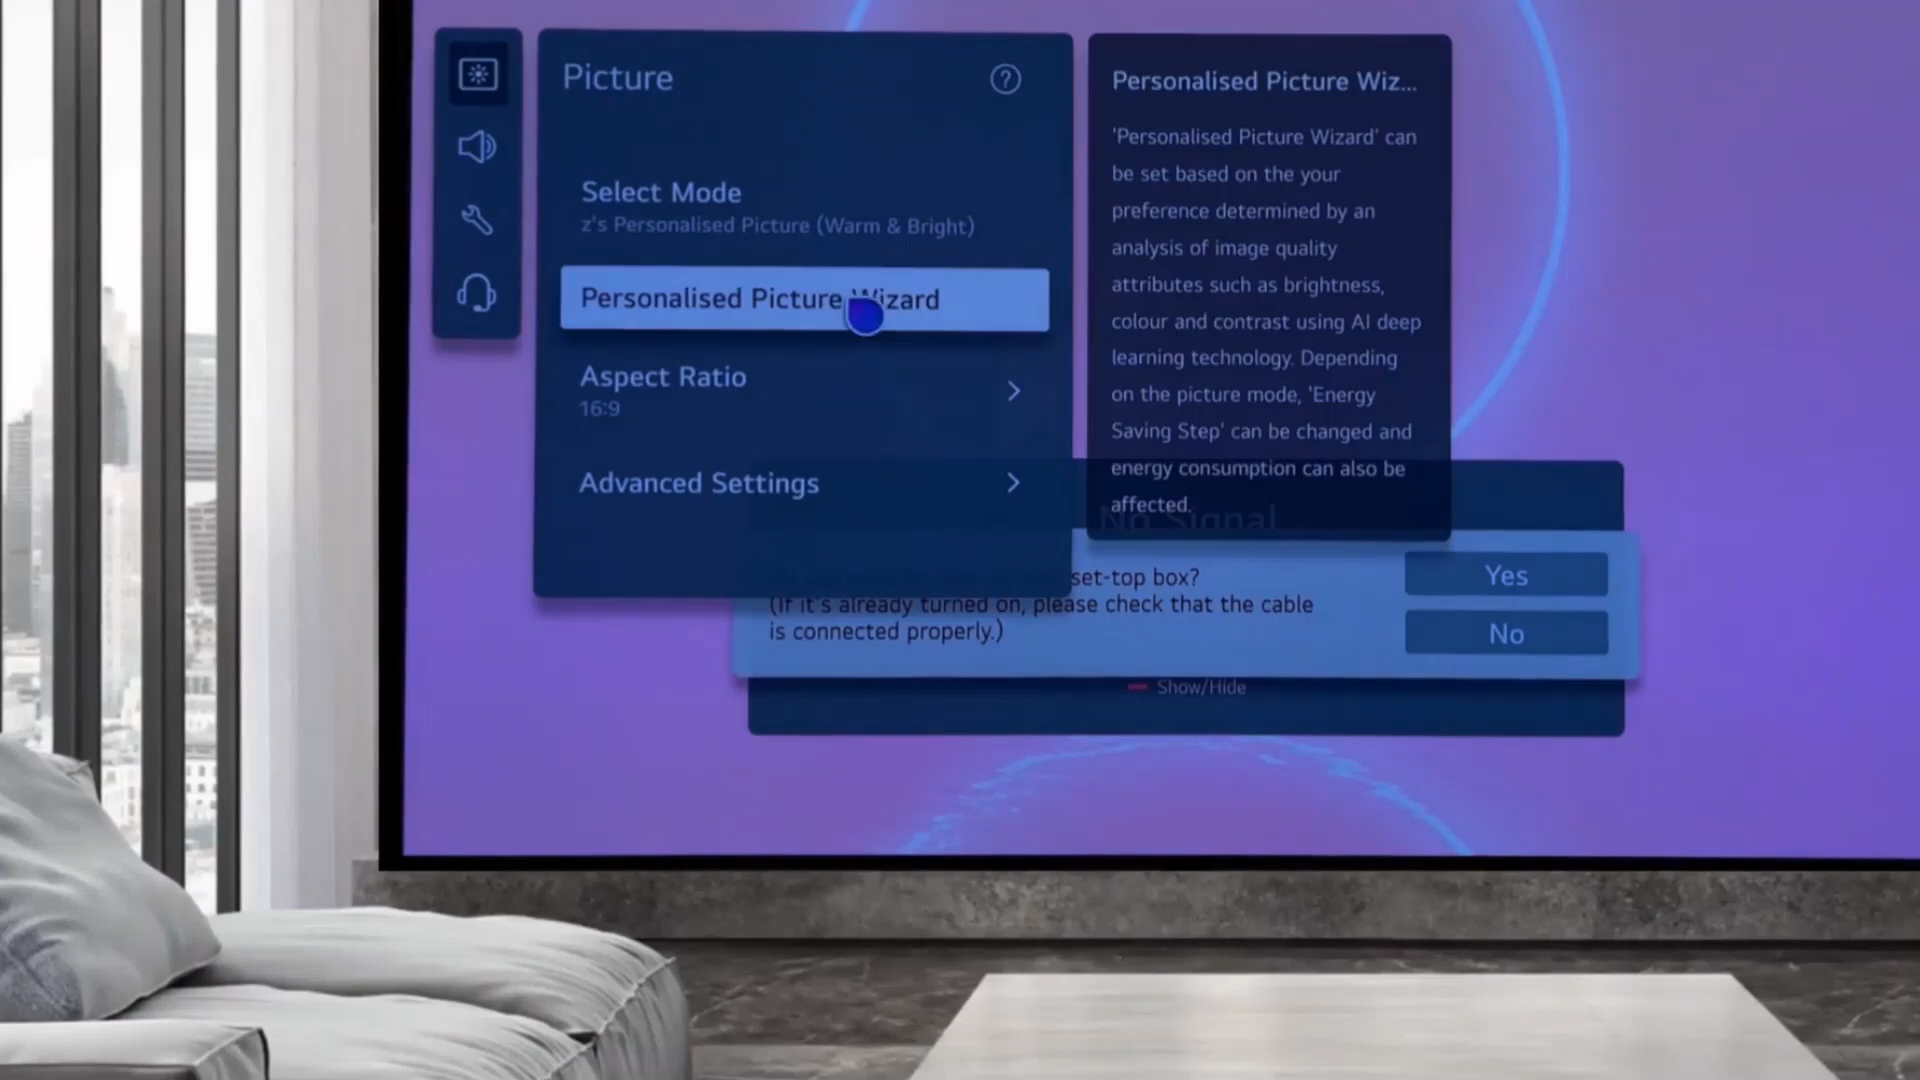 Picture
?
Select Mode
z's Personalised Picture (Warm & Bright)
Personalised Picture Wizard
Aspect Ratio
16:9
Advanced Settings
Personalised Picture Wiz...
'Personalised Picture Wizard' can
be set based on the your
preference determined by an
analysis of image quality
attributes such as brightness,
colour and contrast using AI deep
learning technology. Depending
on the picture mode, 'Energy
Saving Step' can be changed and
energy consumption can also be
affected.
No Signal
set-top box?
(If it's already turned on, please check that the cable
is connected properly.)
Yes
No
Show/Hide